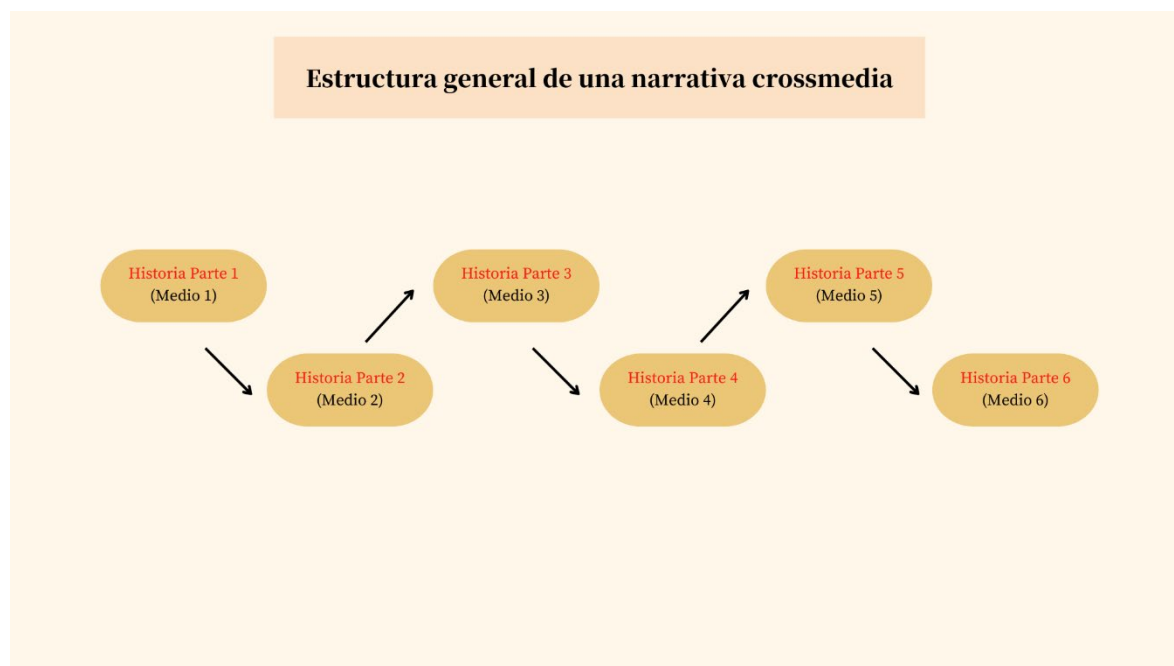 Estructura general de una narrativa crossmedia
Historia Parte 1
(Medio 1)
Historia Parte 2
(Medio 2)
Historia Parte 3
(Medio 3)
Historia Parte 4
(Medio 4)
Historia Parte 5
(Medio 5)
Historia Parte 6
(Medio 6)